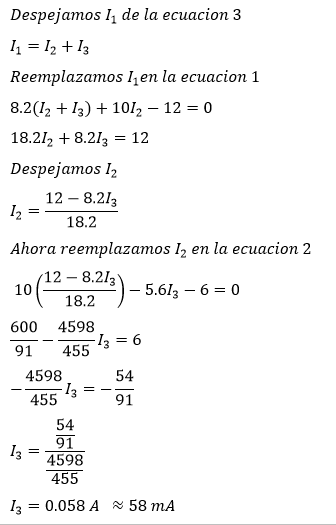 Despejamos I₁ de la ecuacion 3
I₁ = I₂ + I₃
Reemplazamos I₁en la ecuacion 1
8.2(I₂ + I₃) + 10I₂ − 12 = 0
18.2I₂ + 8.2I₃ = 12
Despejamos I₂
I₂ = (12 − 8.2I₃)/18.2
Ahora reemplazamos I₂ en la ecuacion 2
10((12 − 8.2I₃)/18.2) − 5.6I₃ − 6 = 0
600/91 − 4598/455 I₃ = 6
−4598/455 I₃ = −54/91
I₃ = (54/91)/(4598/455)
I₃ = 0.058 A ≈ 58 mA